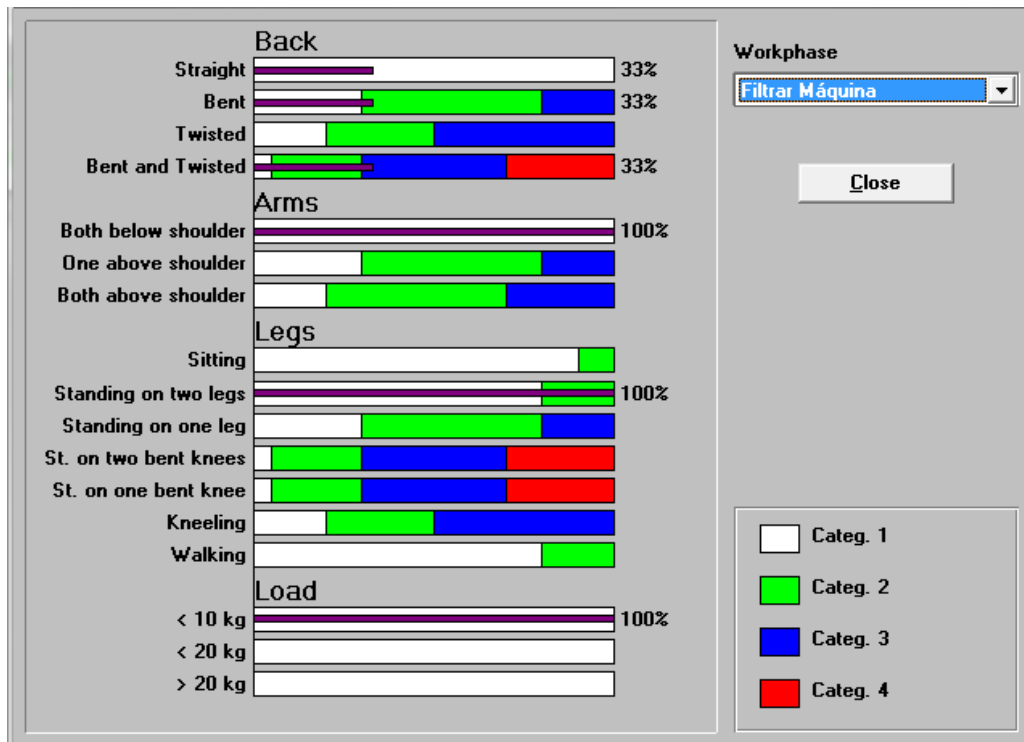 Back
Straight 33%
Bent 33%
Twisted
Bent and Twisted 33%
Arms
Both below shoulder 100%
One above shoulder
Both above shoulder
Legs
Sitting
Standing on two legs 100%
Standing on one leg
St. on two bent knees
St. on one bent knee
Kneeling
Walking
Load
< 10 kg 100%
< 20 kg
> 20 kg
Workphase
Filtrar Máquina
Close
Categ. 1
Categ. 2
Categ. 3
Categ. 4